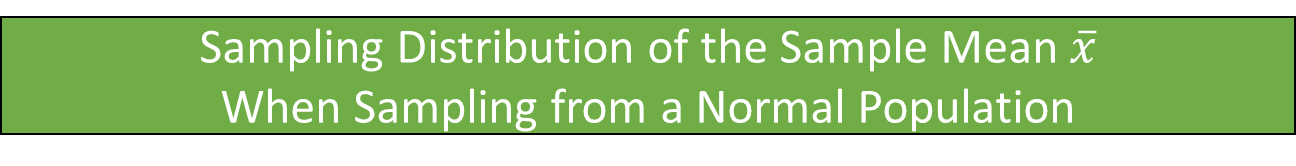 Sampling Distribution of the Sample Mean x̄
When Sampling from a Normal Population